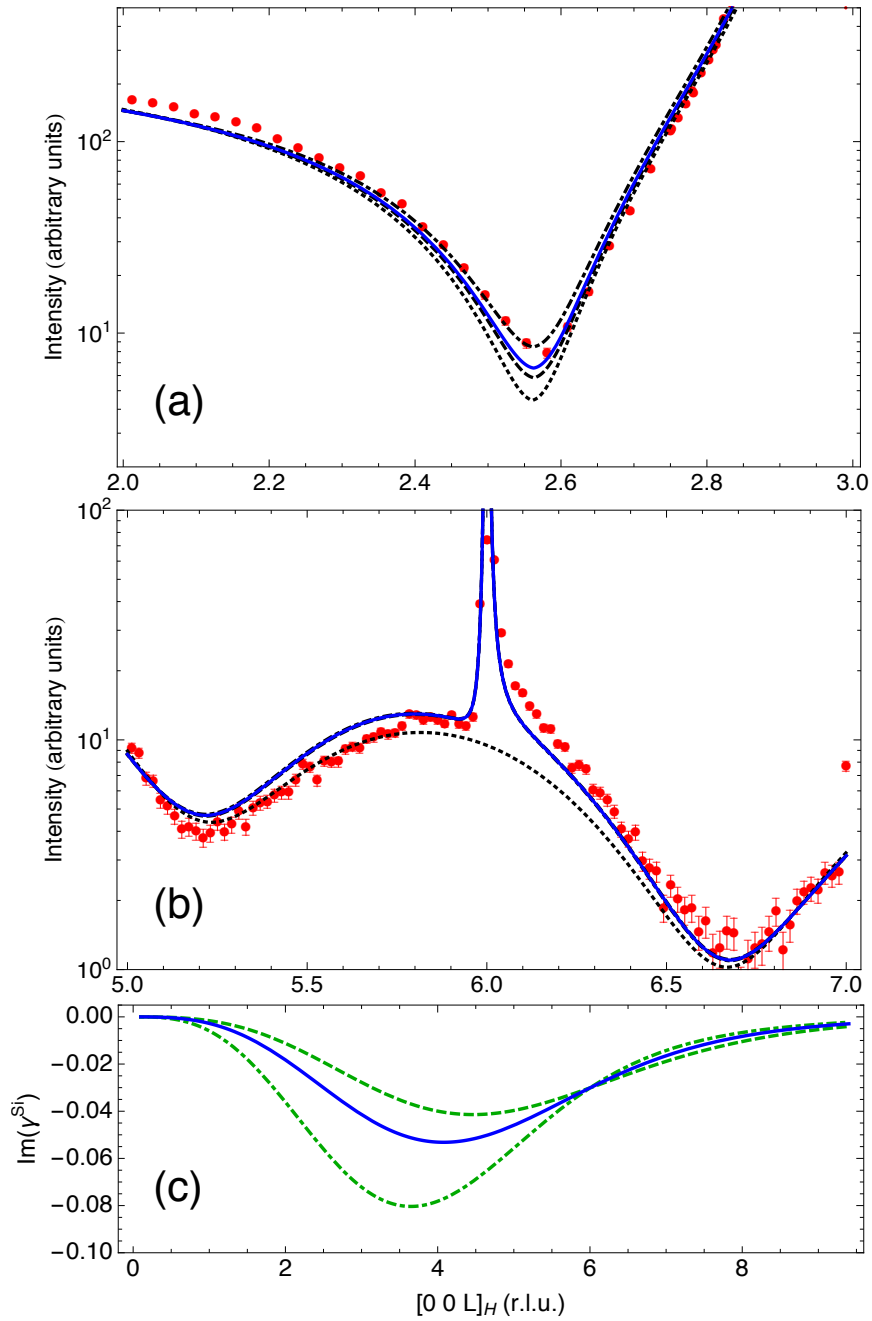 10²
10¹
Intensity (arbitrary units)
(a)
2.0 2.2 2.4 2.6 2.8 3.0
10²
10¹
10⁰
Intensity (arbitrary units)
(b)
5.0 5.5 6.0 6.5 7.0
0.00
−0.02
−0.04
−0.06
−0.08
−0.10
Im(γ^Si)
(c)
0 2 4 6 8
[0 0 L]_H (r.l.u.)